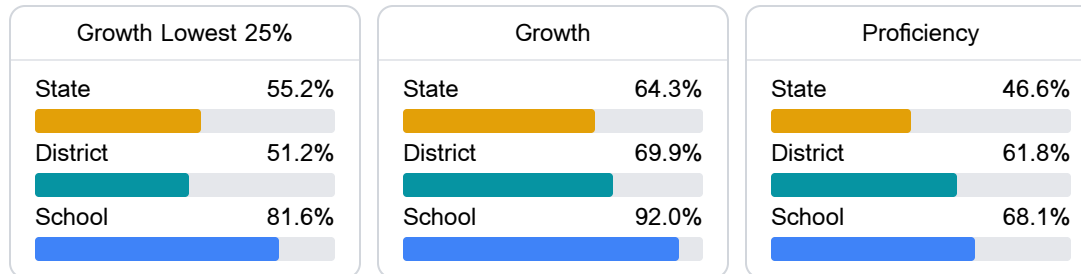 Growth Lowest 25%
State 55.2%
District 51.2%
School 81.6%
Growth
State 64.3%
District 69.9%
School 92.0%
Proficiency
State 46.6%
District 61.8%
School 68.1%